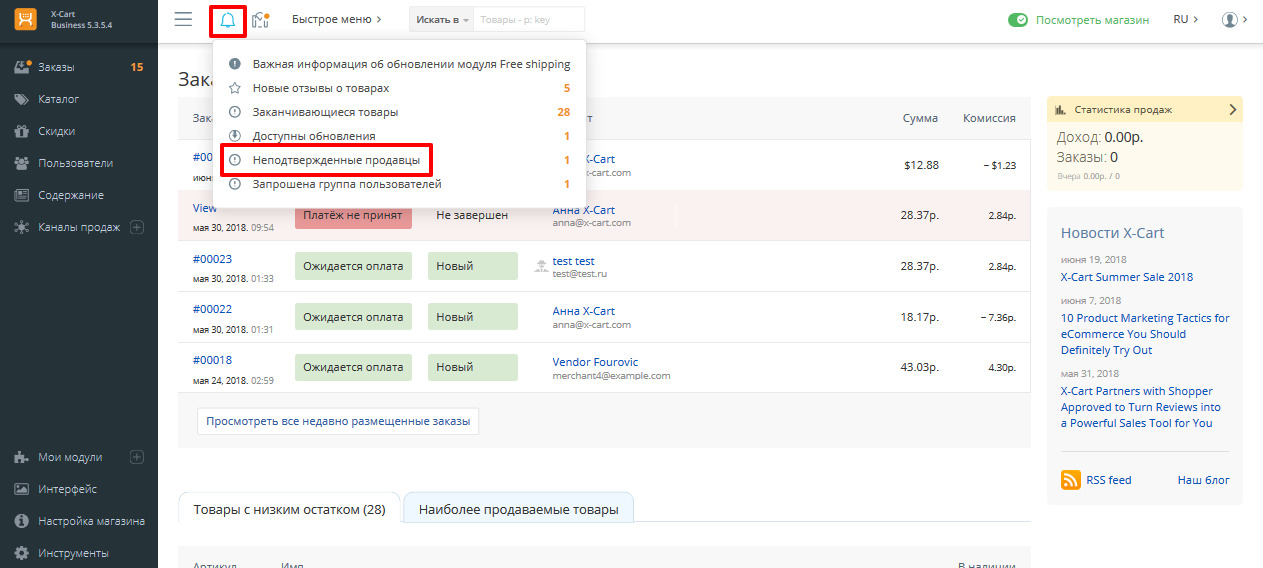 X-Cart
Business 5.3.5.4
Быстрое меню
Искать в
Товары - p: key
Посмотреть магазин
RU
Заказы 15
Каталог
Скидки
Пользователи
Содержание
Каналы продаж
Мои модули
Интерфейс
Настройка магазина
Инструменты
Важная информация об обновлении модуля Free shipping
Новые отзывы о товарах 5
Заканчивающиеся товары 28
Доступны обновления 1
Неподтвержденные продавцы 1
Запрошена группа пользователей 1
Сумма Комиссия
X-Cart $12.88 – $1.23
x-cart.com
View Платёж не принят Не завершен Анна X-Cart 28.37р. 2.84р.
мая 30, 2018. 09:54 anna@x-cart.com
#00023 Ожидается оплата Новый test test 28.37р. 2.84р.
мая 30, 2018. 01:33 test@test.ru
#00022 Ожидается оплата Новый Анна X-Cart 18.17р. – 7.36р.
мая 30, 2018. 01:31 anna@x-cart.com
#00018 Ожидается оплата Новый Vendor Fourovic 43.03р. 4.30р.
мая 24, 2018. 02:59 merchant4@example.com
Просмотреть все недавно размещенные заказы
Товары с низким остатком (28) Наиболее продаваемые товары
Артикул Имя В наличии
Статистика продаж
Доход: 0.00р.
Заказы: 0
Вчера 0.00р. / 0
Новости X-Cart
июня 19, 2018
X-Cart Summer Sale 2018
июня 7, 2018
10 Product Marketing Tactics for
eCommerce You Should
Definitely Try Out
мая 31, 2018
X-Cart Partners with Shopper
Approved to Turn Reviews into
a Powerful Sales Tool for You
RSS feed Наш блог